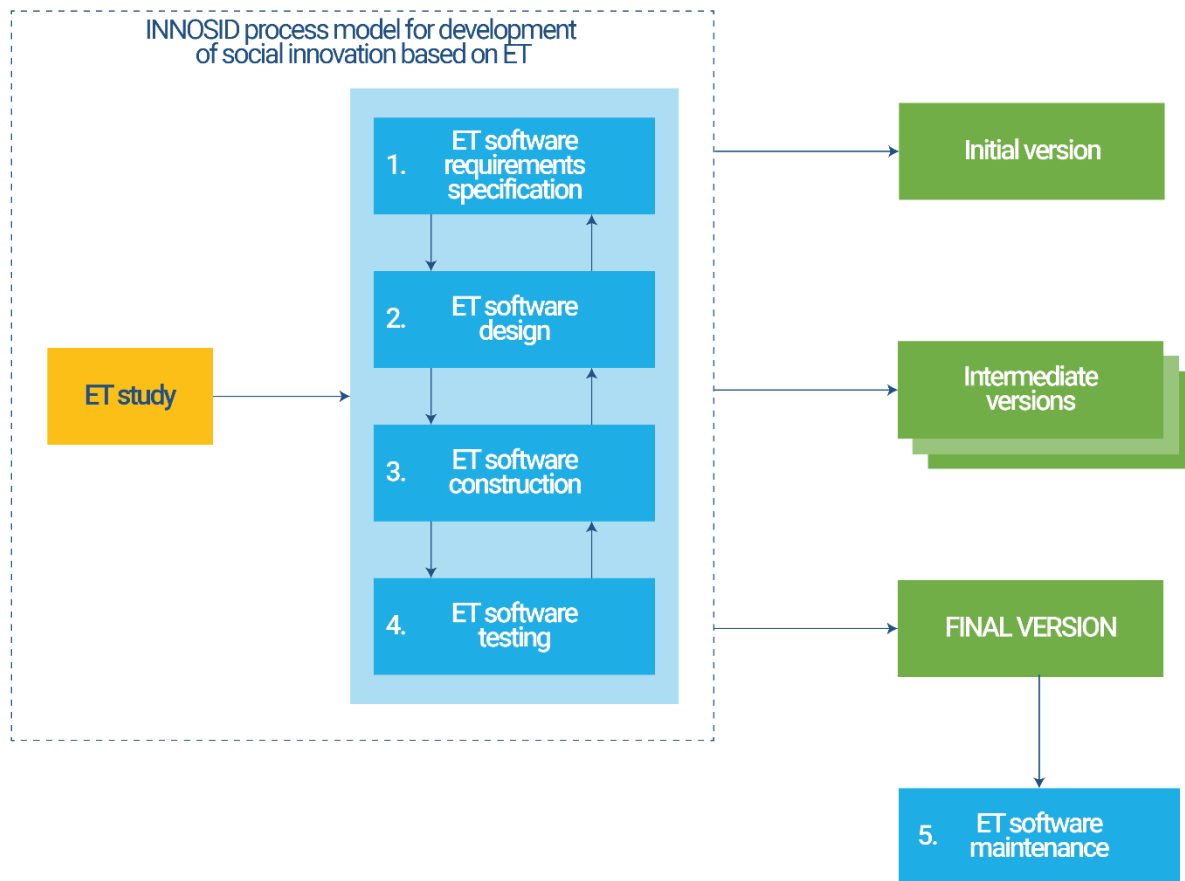 INNOSID process model for development
of social innovation based on ET
1.
ET software
requirements
specification
2.
ET software
design
3.
ET software
construction
4.
ET software
testing
ET study
Initial version
Intermediate
versions
FINAL VERSION
5.
ET software
maintenance